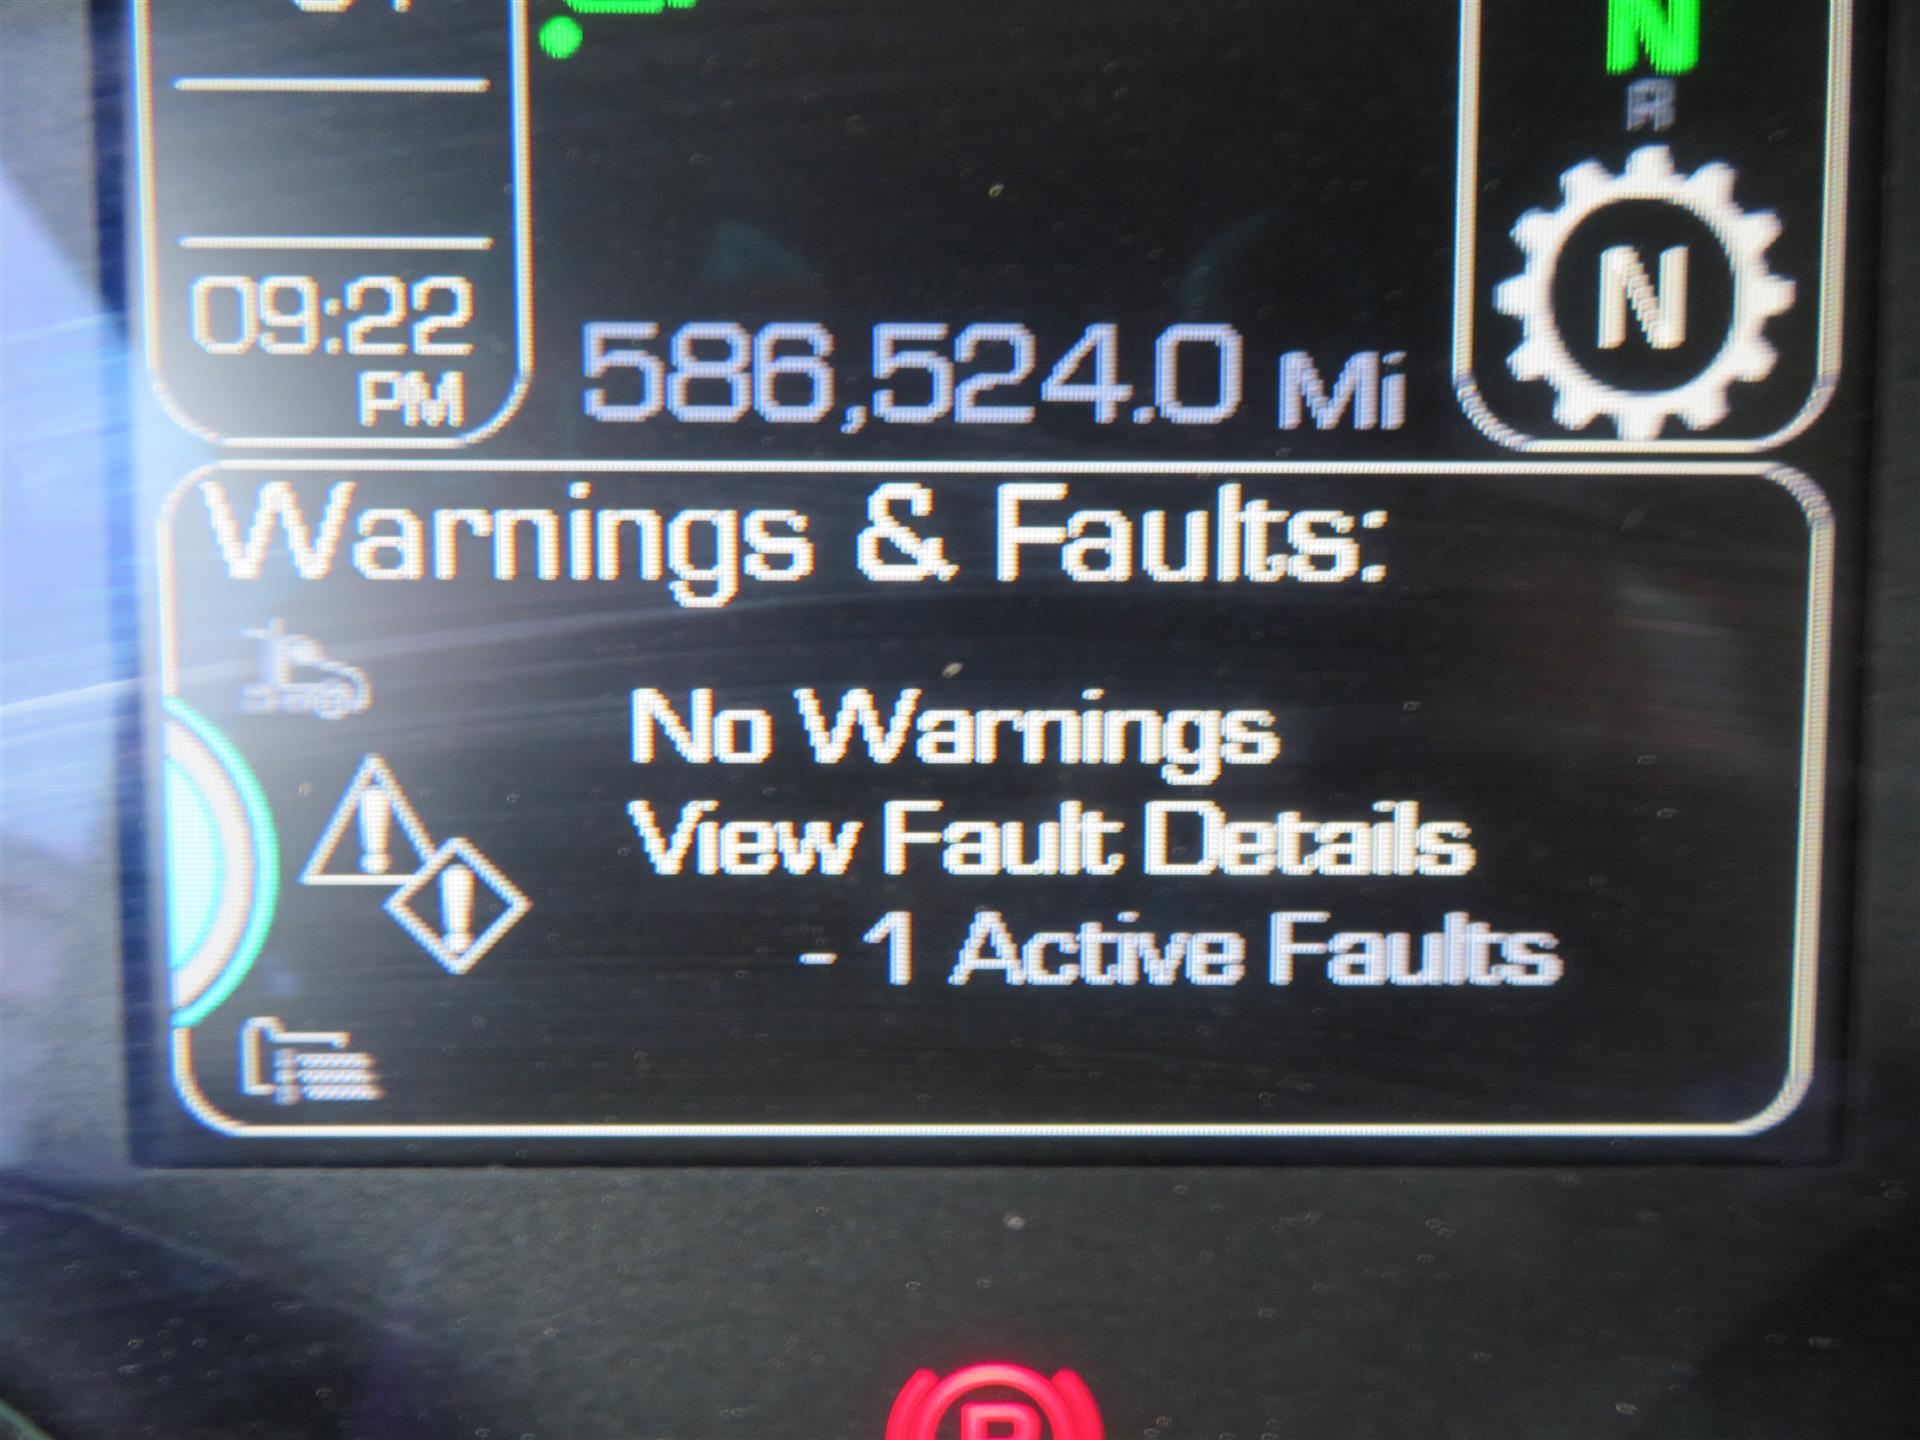 N
R
N
09:22
PM
586,524.0 Mi
Warnings & Faults:
No Warnings
View Fault Details
- 1 Active Faults
P